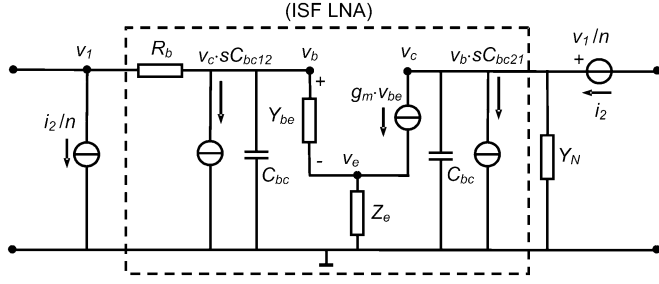 (ISF LNA)
v1
Rb
vc·sCbc12
vb
vc
vb·sCbc21
v1/n
+
i2
i2/n
+
Ybe
-
gm·vbe
Cbc
ve
Ze
Cbc
YN